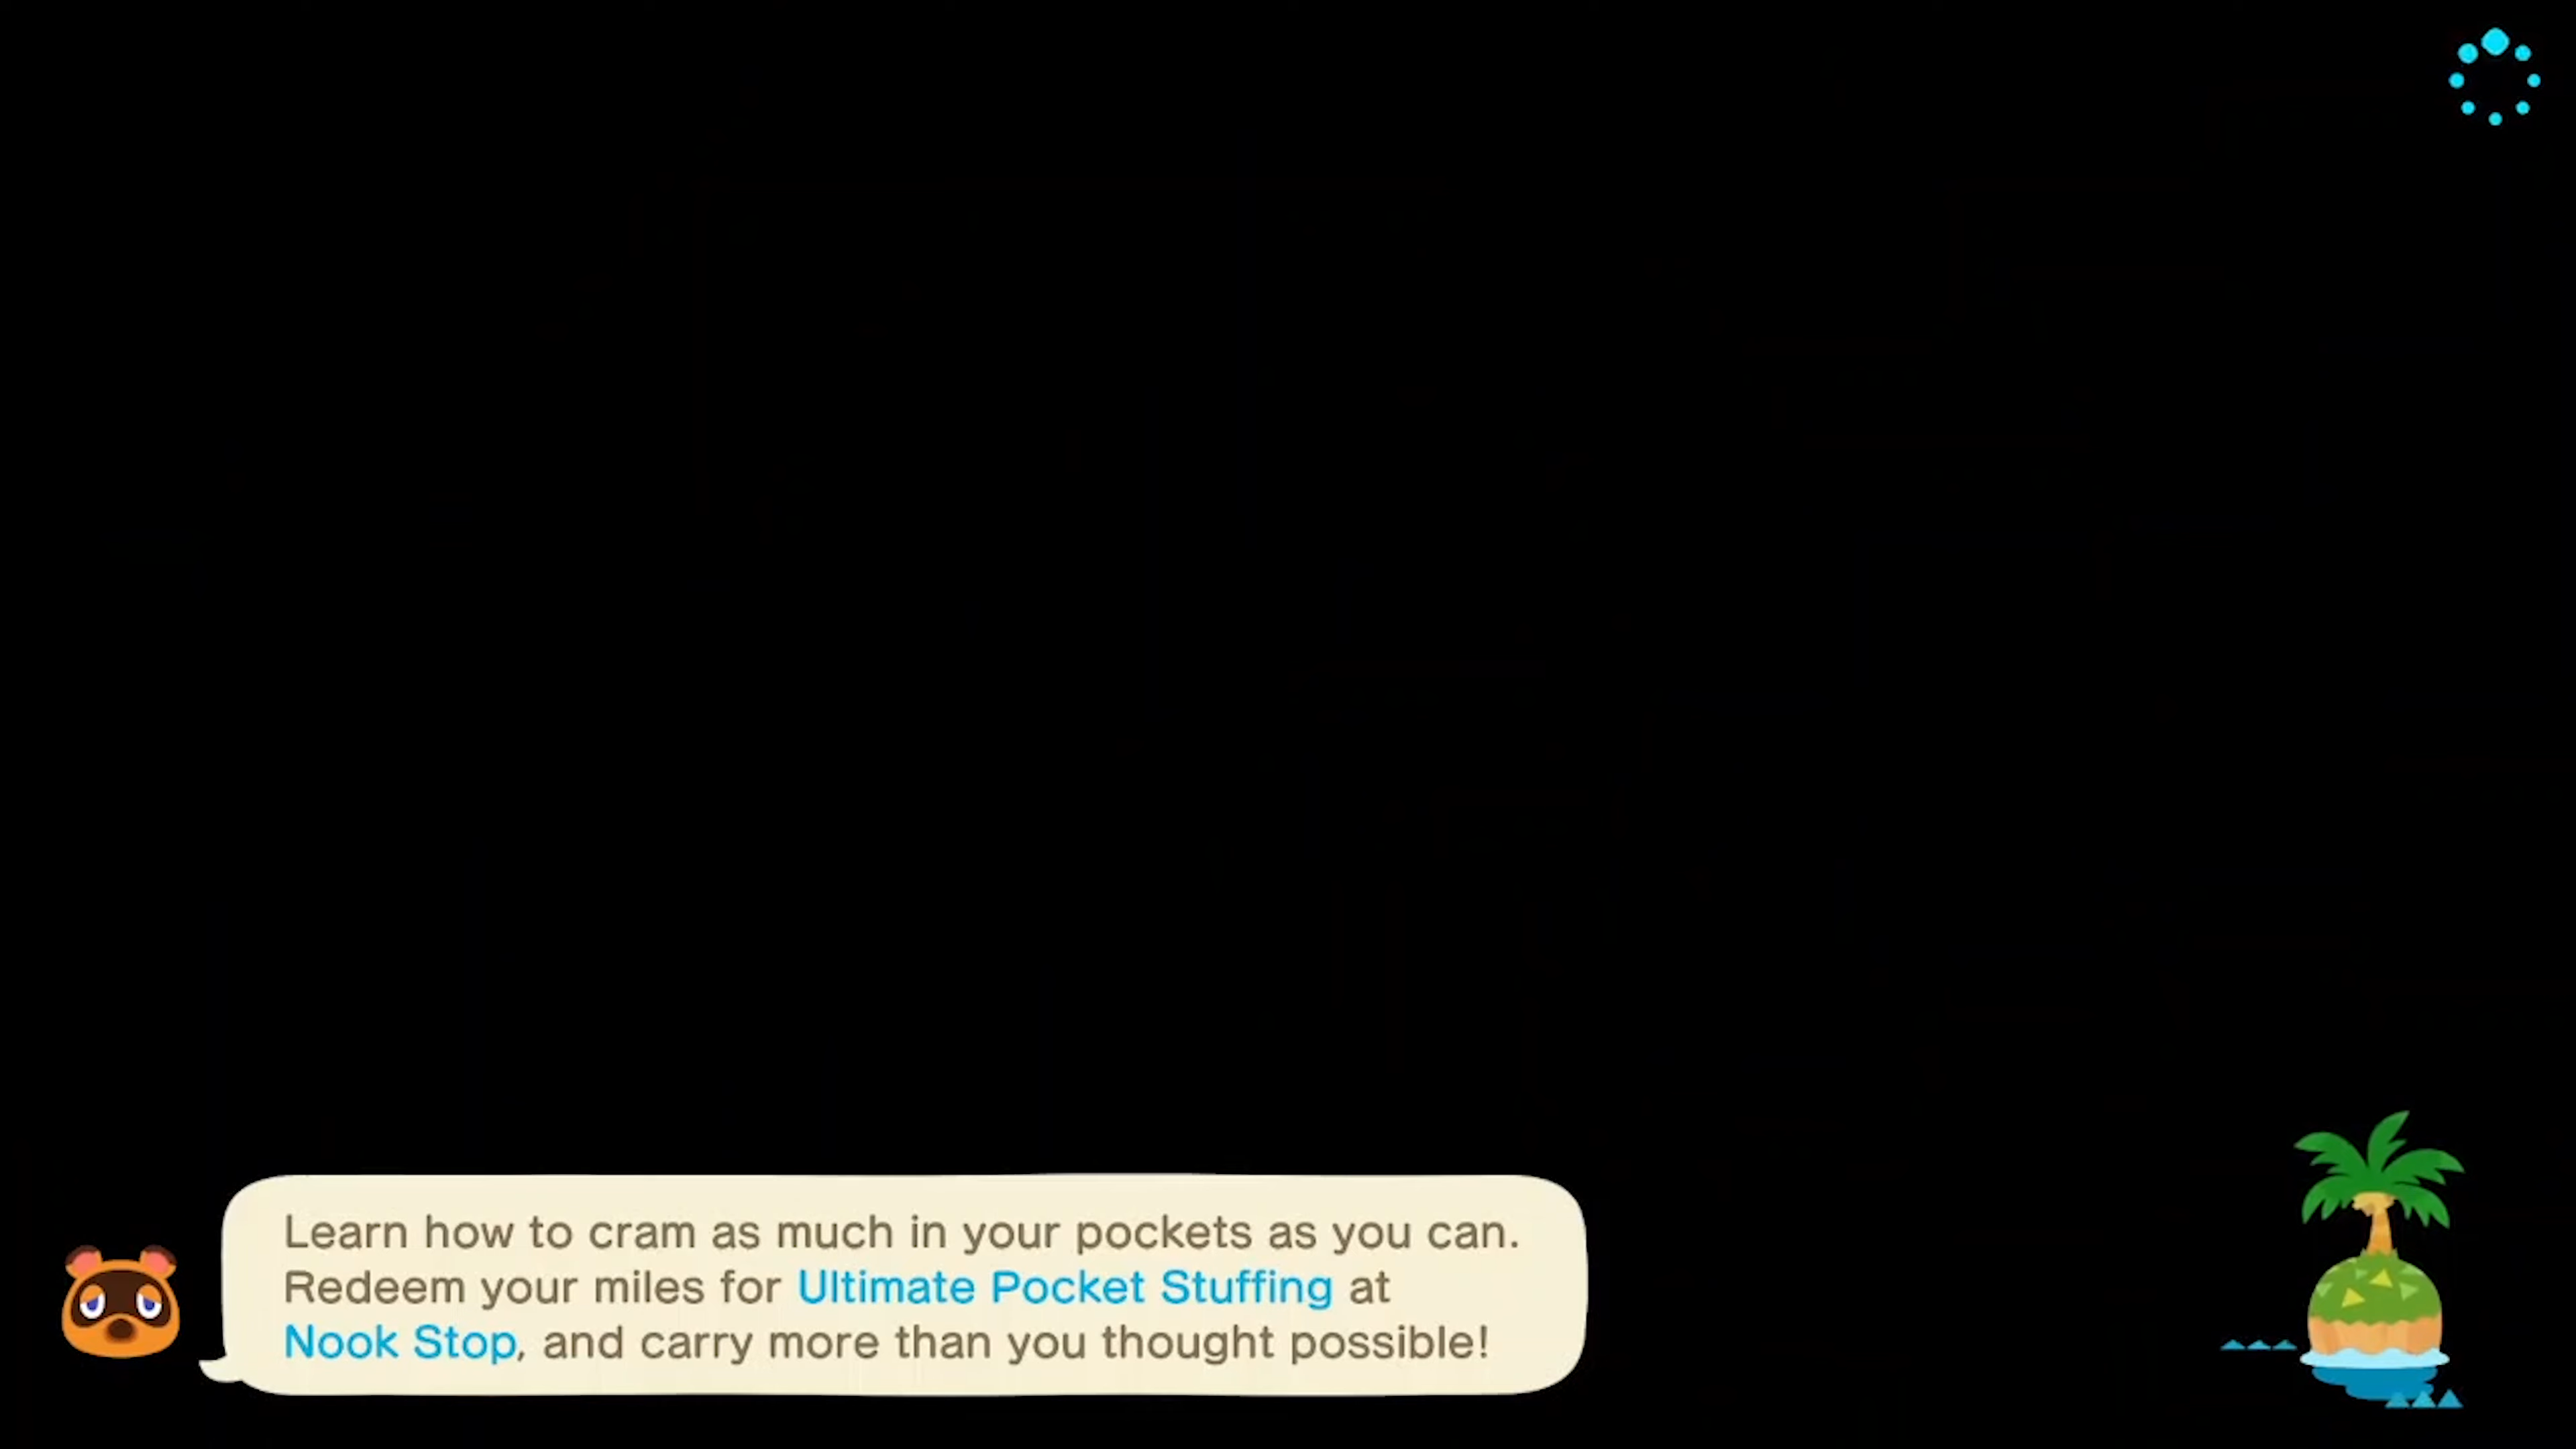 Learn how to cram as much in your pockets as you can.
Redeem your miles for Ultimate Pocket Stuffing at
Nook Stop, and carry more than you thought possible!